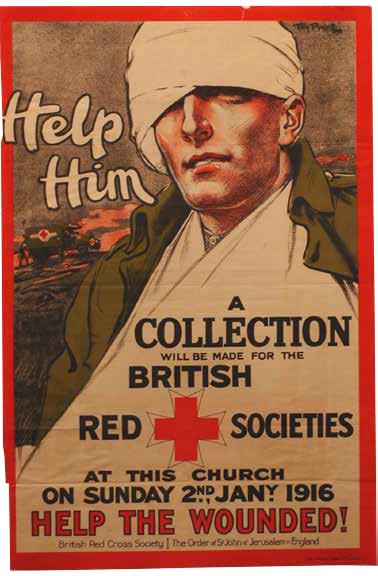 Help
Him
A
COLLECTION
WILL BE MADE FOR THE
BRITISH
RED SOCIETIES
AT THIS CHURCH
ON SUNDAY 2ND JANY 1916
HELP THE WOUNDED!
British Red Cross Society | The Order of St John of Jerusalem in England